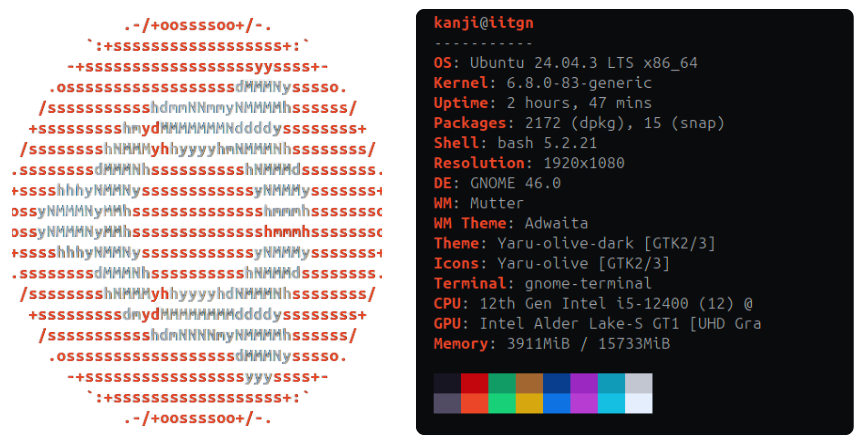 .-/+oossssoo+/-.
`:+ssssssssssssssssss+:`
-+ssssssssssssssssssyyssss+-
.ossssssssssssssssssdMMMNysssso.
/ssssssssssshdmmNNmmyNMMMMhssssss/
+ssssssssshmydMMMMMMMNddddyssssssss+
/sssssssshNMMMyhhyyyyhmNMMMNhssssssss/
.ssssssssdMMMNhsssssssssshNMMMdssssssss.
+sssshhhyNMMNyssssssssssssyNMMMysssssss+
ossyNMMMNyMMhsssssssssssssshmmmhssssssso
ossyNMMMNyMMhsssssssssssssshmmmhssssssso
+sssshhhyNMMNyssssssssssssyNMMMysssssss+
.ssssssssdMMMNhsssssssssshNMMMdssssssss.
/sssssssshNMMMyhhyyyyhdNMMMNhssssssss/
+sssssssssdmydMMMMMMMMddddyssssssss+
/ssssssssssshdmNNNNmyNMMMMhssssss/
.ossssssssssssssssssdMMMNysssso.
-+sssssssssssssssssyyyssss+-
`:+ssssssssssssssssss+:`
.-/+oossssoo+/-.
kanji@iitgn
-----------
OS: Ubuntu 24.04.3 LTS x86_64
Kernel: 6.8.0-83-generic
Uptime: 2 hours, 47 mins
Packages: 2172 (dpkg), 15 (snap)
Shell: bash 5.2.21
Resolution: 1920x1080
DE: GNOME 46.0
WM: Mutter
WM Theme: Adwaita
Theme: Yaru-olive-dark [GTK2/3]
Icons: Yaru-olive [GTK2/3]
Terminal: gnome-terminal
CPU: 12th Gen Intel i5-12400 (12) @
GPU: Intel Alder Lake-S GT1 [UHD Gra
Memory: 3911MiB / 15733MiB